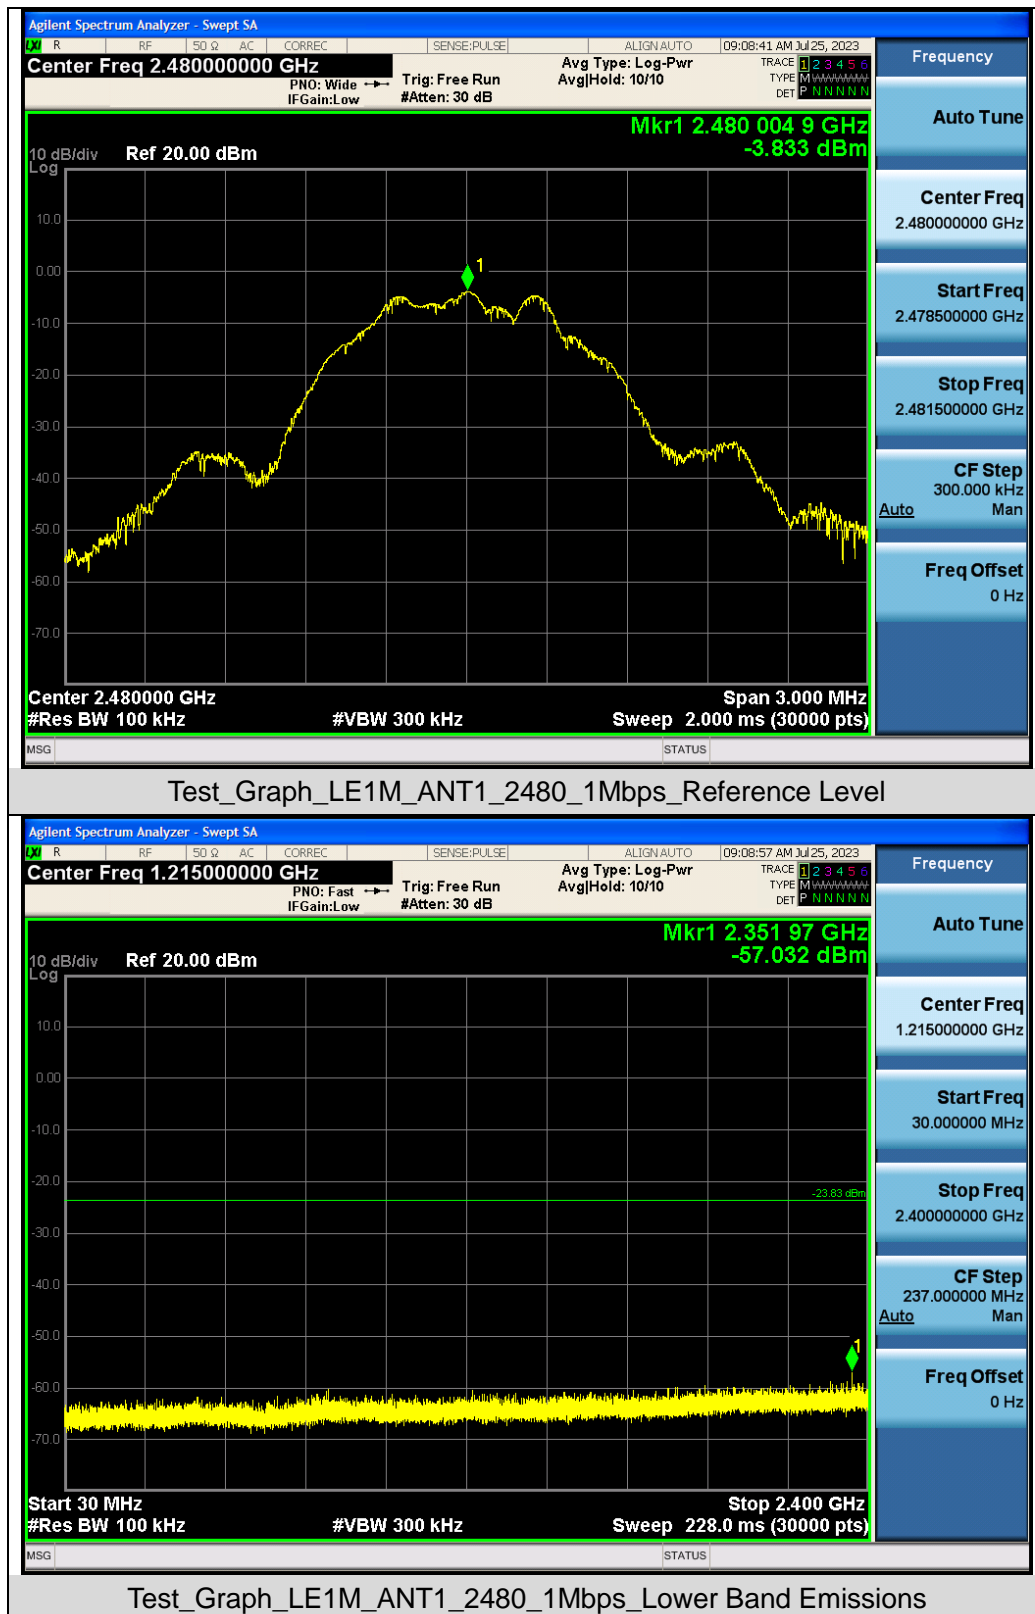 Agilent Spectrum Analyzer - Swept SA
LXI R RF 50 Ω AC CORREC SENSE:PULSE ALIGN AUTO 09:08:41 AM Jul 25, 2023
Center Freq 2.480000000 GHz
PNO: Wide
IFGain:Low
Trig: Free Run
#Atten: 30 dB
Avg Type: Log-Pwr
Avg|Hold: 10/10
TRACE 1 2 3 4 5 6
TYPE M WWWWW
DET P N N N N N
Mkr1 2.480 004 9 GHz
-3.833 dBm
10 dB/div Ref 20.00 dBm
Log
10.0
0.00
-10.0
-20.0
-30.0
-40.0
-50.0
-60.0
-70.0
1
Center 2.480000 GHz Span 3.000 MHz
#Res BW 100 kHz #VBW 300 kHz Sweep 2.000 ms (30000 pts)
MSG STATUS
Frequency
Auto Tune
Center Freq
2.480000000 GHz
Start Freq
2.478500000 GHz
Stop Freq
2.481500000 GHz
CF Step
300.000 kHz
Auto Man
Freq Offset
0 Hz
Test_Graph_LE1M_ANT1_2480_1Mbps_Reference Level
Agilent Spectrum Analyzer - Swept SA
LXI R RF 50 Ω AC CORREC SENSE:PULSE ALIGN AUTO 09:08:57 AM Jul 25, 2023
Center Freq 1.215000000 GHz
PNO: Fast
IFGain:Low
Trig: Free Run
#Atten: 30 dB
Avg Type: Log-Pwr
Avg|Hold: 10/10
TRACE 1 2 3 4 5 6
TYPE M WWWWW
DET P N N N N N
Mkr1 2.351 97 GHz
-57.032 dBm
10 dB/div Ref 20.00 dBm
Log
10.0
0.00
-10.0
-20.0
-30.0
-40.0
-50.0
-60.0
-70.0
-23.83 dBm
1
Start 30 MHz Stop 2.400 GHz
#Res BW 100 kHz #VBW 300 kHz Sweep 228.0 ms (30000 pts)
MSG STATUS
Frequency
Auto Tune
Center Freq
1.215000000 GHz
Start Freq
30.000000 MHz
Stop Freq
2.400000000 GHz
CF Step
237.000000 MHz
Auto Man
Freq Offset
0 Hz
Test_Graph_LE1M_ANT1_2480_1Mbps_Lower Band Emissions